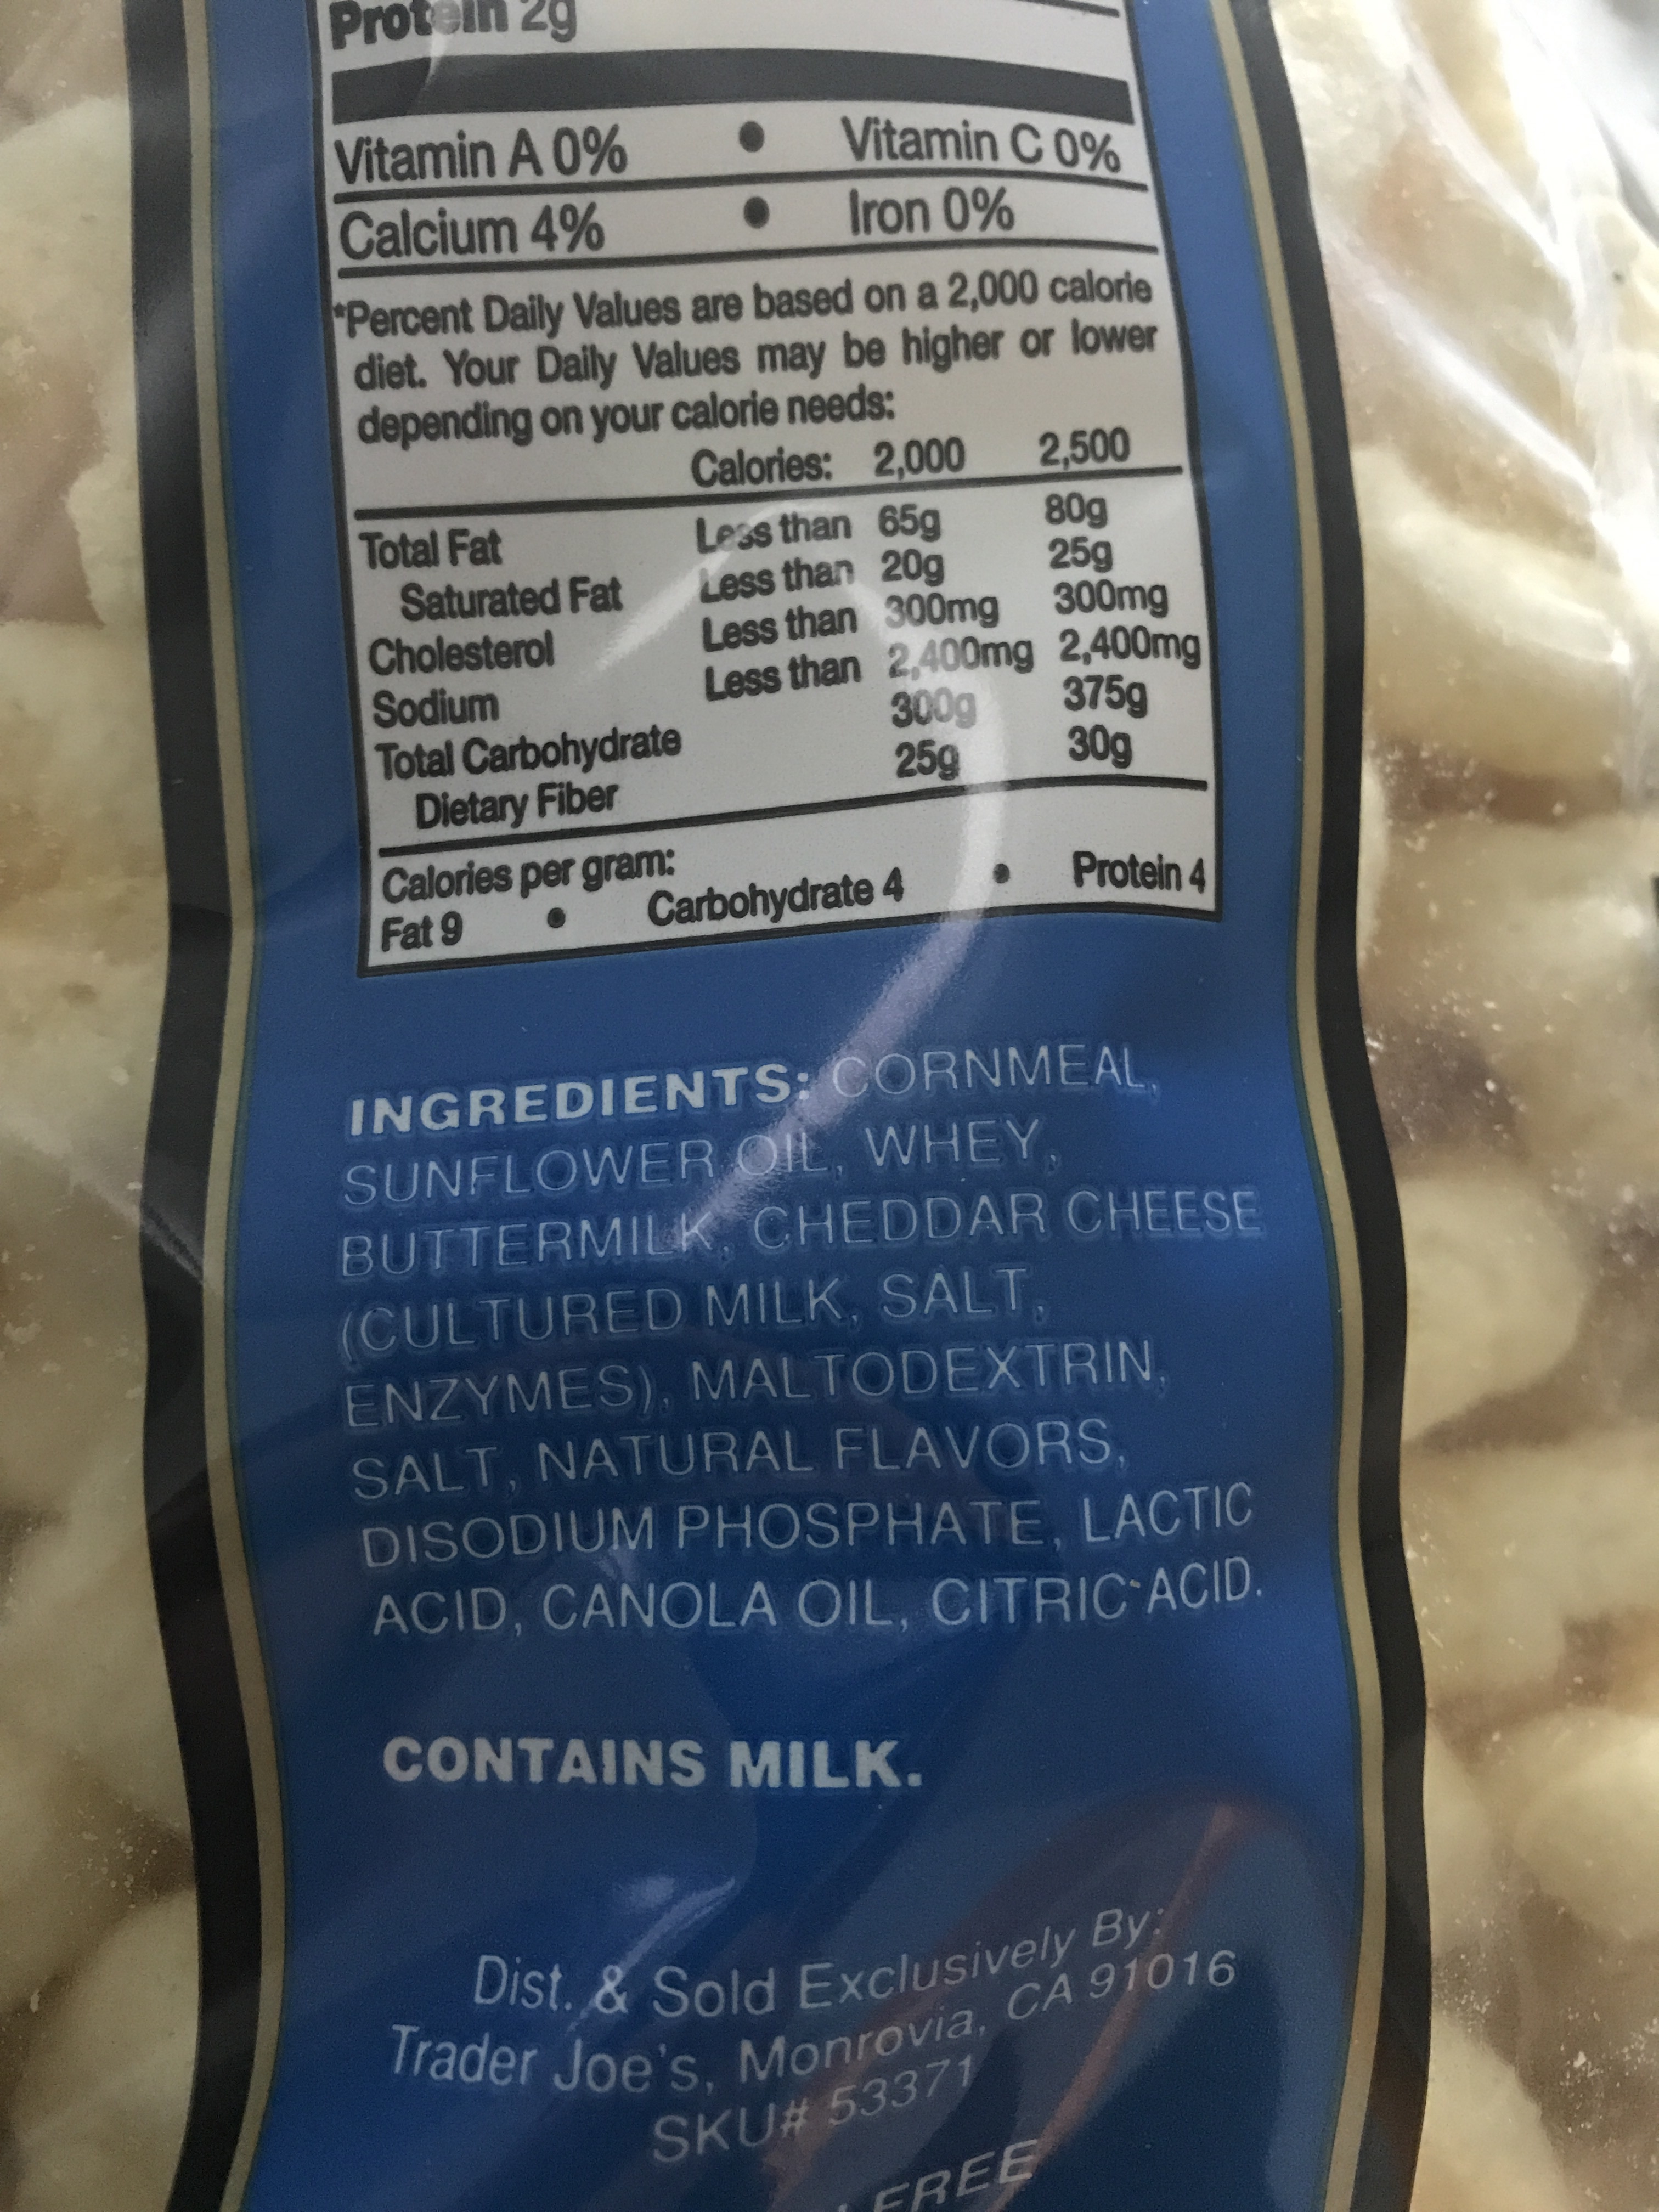 Protein 2g
Vitamin A 0% • Vitamin C 0%
Calcium 4% • Iron 0%
*Percent Daily Values are based on a 2,000 calorie
diet. Your Daily Values may be higher or lower
depending on your calorie needs:
Calories: 2,000 2,500
Total Fat Less than 65g 80g
Saturated Fat Less than 20g 25g
Cholesterol Less than 300mg 300mg
Sodium Less than 2,400mg 2,400mg
Total Carbohydrate 300g 375g
Dietary Fiber 25g 30g
Calories per gram:
Fat 9 • Carbohydrate 4 • Protein 4
INGREDIENTS: CORNMEAL,
SUNFLOWER OIL, WHEY,
BUTTERMILK, CHEDDAR CHEESE
(CULTURED MILK, SALT,
ENZYMES), MALTODEXTRIN,
SALT, NATURAL FLAVORS,
DISODIUM PHOSPHATE, LACTIC
ACID, CANOLA OIL, CITRIC ACID.
CONTAINS MILK.
Dist. & Sold Exclusively By:
Trader Joe's, Monrovia, CA 91016
SKU# 53371
FREE